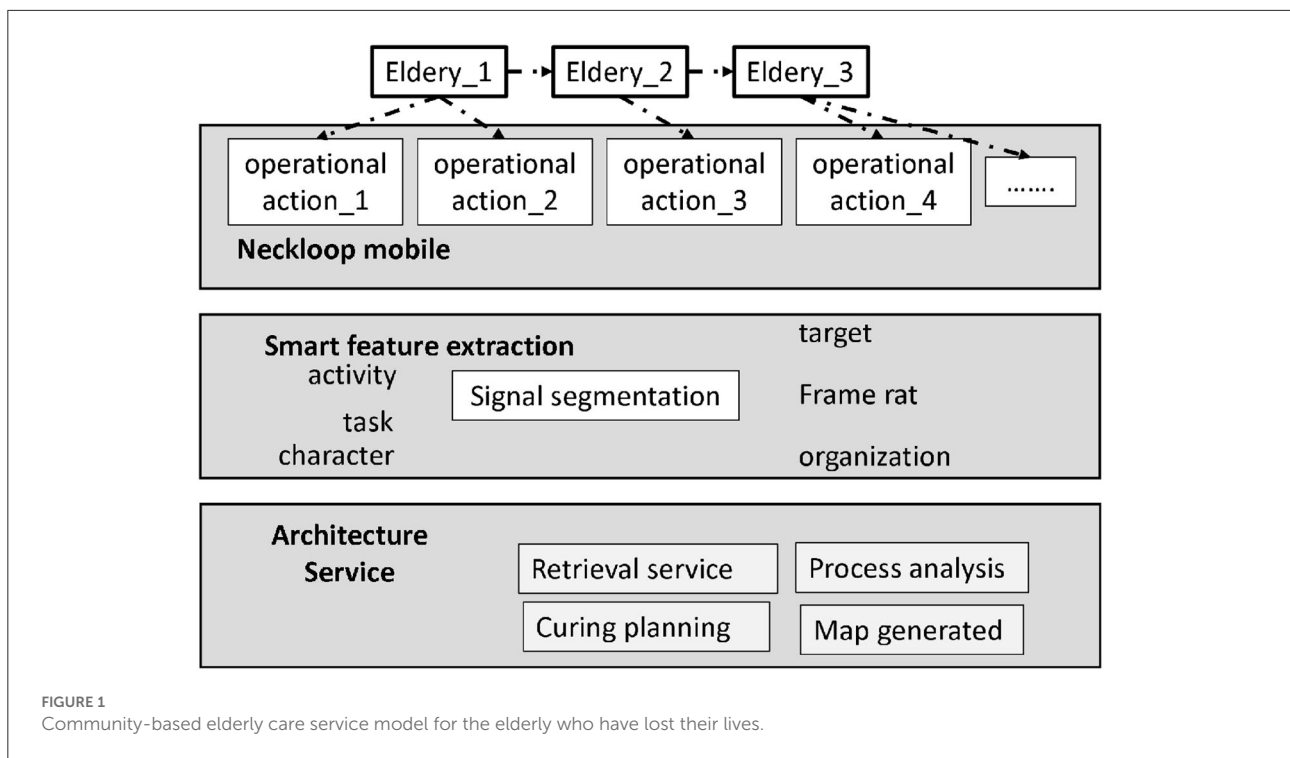 Eldery_1
Eldery_2
Eldery_3
operational
action_1
operational
action_2
operational
action_3
operational
action_4
.......
Neckloop mobile
Smart feature extraction
activity
task
character
Signal segmentation
target
Frame rat
organization
Architecture
Service
Retrieval service
Process analysis
Curing planning
Map generated
FIGURE 1
Community-based elderly care service model for the elderly who have lost their lives.